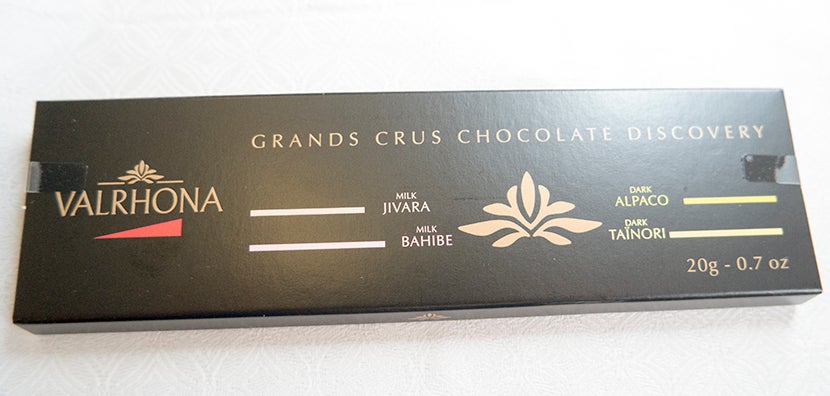 GRANDS CRUS CHOCOLATE DISCOVERY
VALRHONA
MILK
JIVARA
MILK
BAHIBE
DARK
ALPACO
DARK
TAÏNORI
20g - 0.7 oz